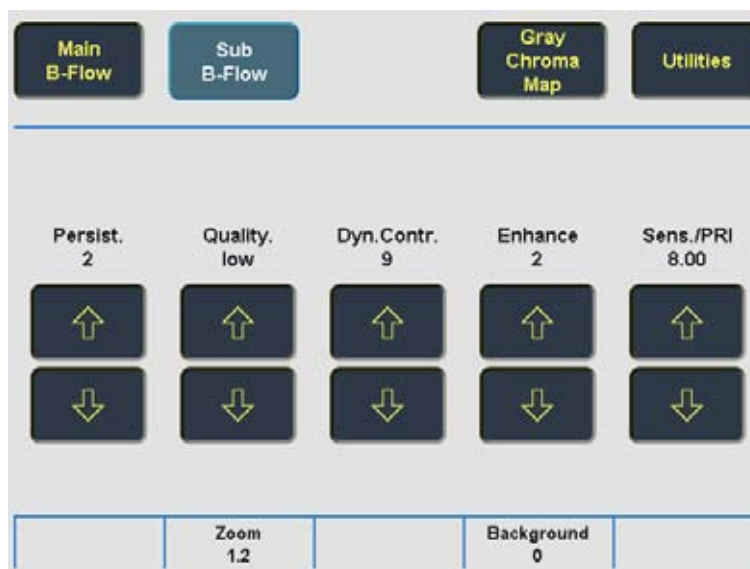 Main
B-Flow
Sub
B-Flow
Gray
Chroma
Map
Utilities
Persist.
2
Quality.
low
Dyn.Contr.
9
Enhance
2
Sens./PRI
8.00
Zoom
1.2
Background
0